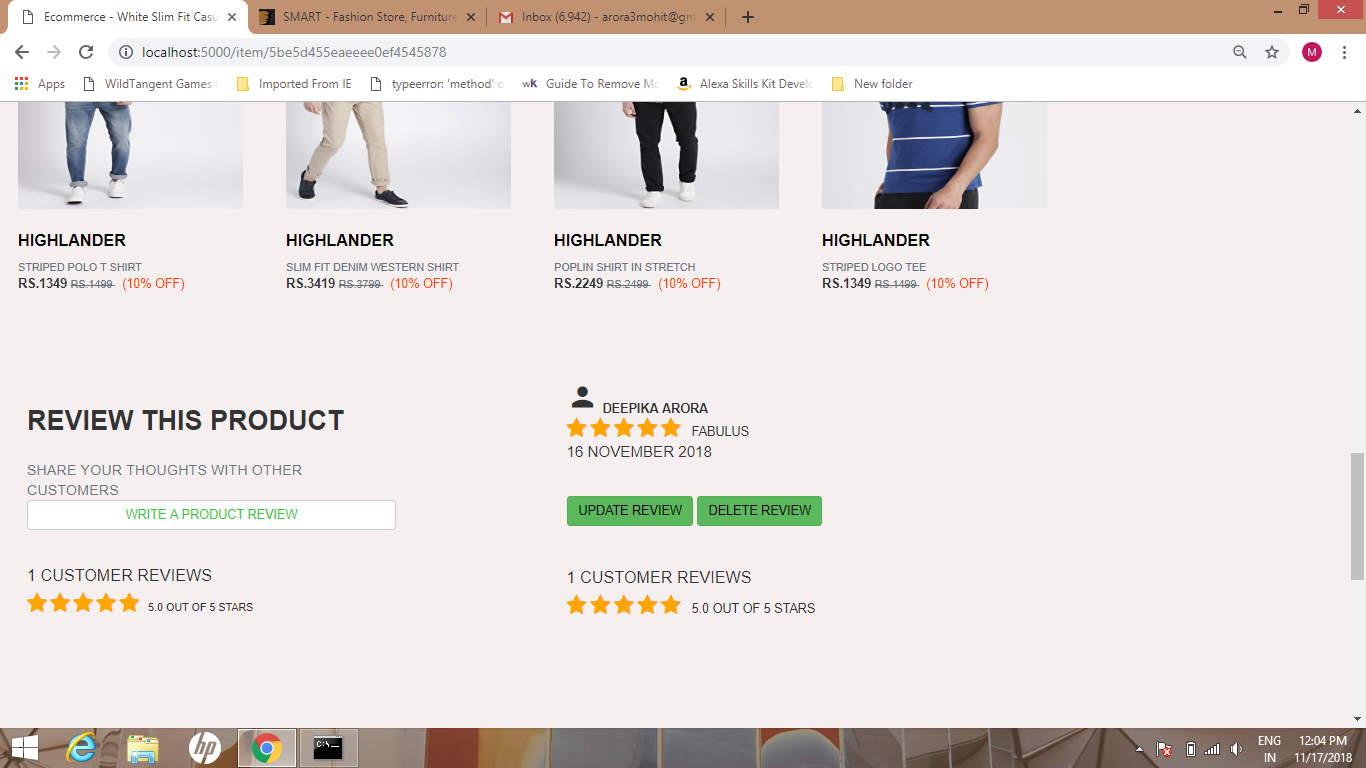 Ecommerce - White Slim Fit Casu
SMART - Fashion Store, Furniture
Inbox (6,942) - arora3mohit@gm
localhost:5000/item/5be5d455eaeeee0ef4545878
M
Apps
WildTangent Games
Imported From IE
typeerror: 'method' o
wk Guide To Remove Mo
a Alexa Skills Kit Develo
New folder
HIGHLANDER
STRIPED POLO T SHIRT
RS.1349 RS.1499 (10% OFF)
HIGHLANDER
SLIM FIT DENIM WESTERN SHIRT
RS.3419 RS.3799 (10% OFF)
HIGHLANDER
POPLIN SHIRT IN STRETCH
RS.2249 RS.2499 (10% OFF)
HIGHLANDER
STRIPED LOGO TEE
RS.1349 RS.1499 (10% OFF)
REVIEW THIS PRODUCT
SHARE YOUR THOUGHTS WITH OTHER
CUSTOMERS
WRITE A PRODUCT REVIEW
1 CUSTOMER REVIEWS
5.0 OUT OF 5 STARS
DEEPIKA ARORA
FABULUS
16 NOVEMBER 2018
UPDATE REVIEW
DELETE REVIEW
1 CUSTOMER REVIEWS
5.0 OUT OF 5 STARS
hp
C:\
ENG
IN
12:04 PM
11/17/2018